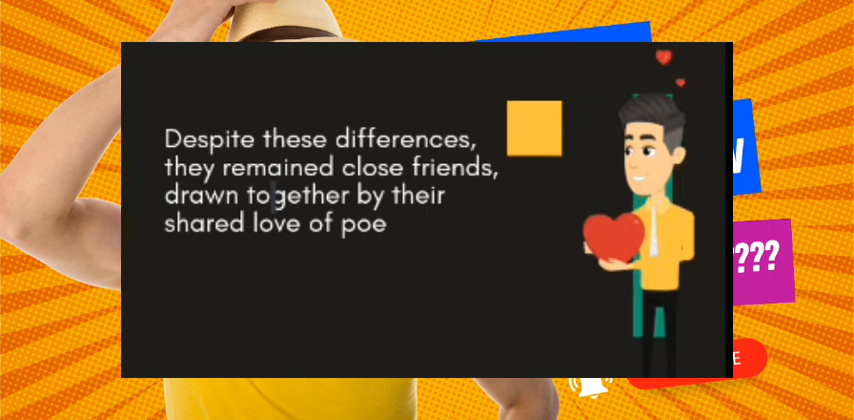 Despite these differences,
they remained close friends,
drawn together by their
shared love of poe
???